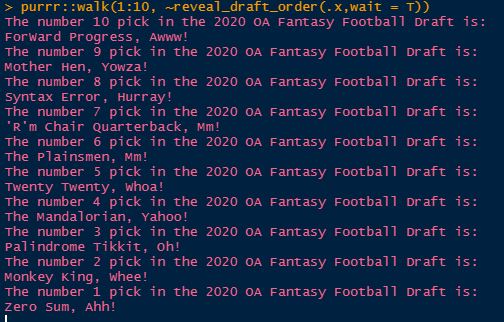 > purrr::walk(1:10, ~reveal_draft_order(.x,wait = T))
The number 10 pick in the 2020 OA Fantasy Football Draft is:
Forward Progress, Awww!
The number 9 pick in the 2020 OA Fantasy Football Draft is:
Mother Hen, Yowza!
The number 8 pick in the 2020 OA Fantasy Football Draft is:
Syntax Error, Hurray!
The number 7 pick in the 2020 OA Fantasy Football Draft is:
'R'm Chair Quarterback, Mm!
The number 6 pick in the 2020 OA Fantasy Football Draft is:
The Plainsmen, Mm!
The number 5 pick in the 2020 OA Fantasy Football Draft is:
Twenty Twenty, Whoa!
The number 4 pick in the 2020 OA Fantasy Football Draft is:
The Mandalorian, Yahoo!
The number 3 pick in the 2020 OA Fantasy Football Draft is:
Palindrome Tikkit, Oh!
The number 2 pick in the 2020 OA Fantasy Football Draft is:
Monkey King, Whee!
The number 1 pick in the 2020 OA Fantasy Football Draft is:
Zero Sum, Ahh!